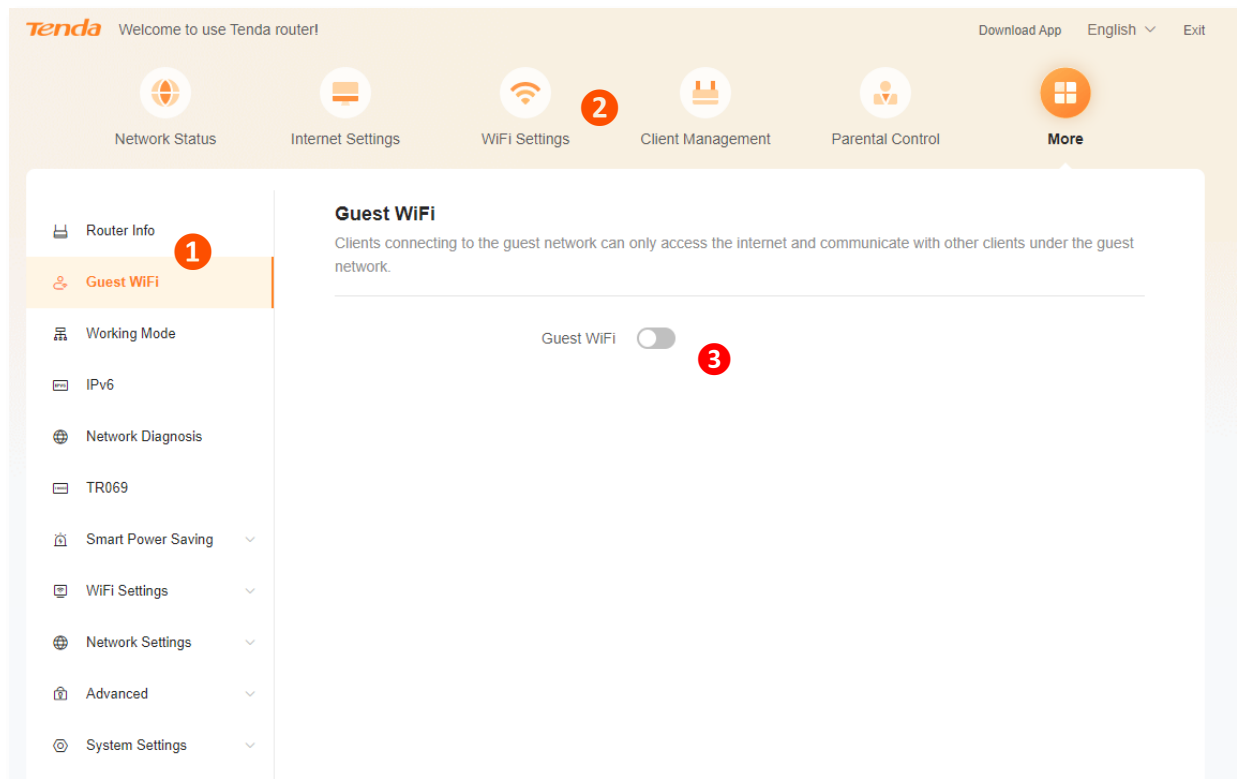 Tenda Welcome to use Tenda router! Download App English Exit
2
Network Status Internet Settings WiFi Settings Client Management Parental Control More
Router Info
1
Guest WiFi
Working Mode
IPv6
Network Diagnosis
TR069
Smart Power Saving
WiFi Settings
Network Settings
Advanced
System Settings
Guest WiFi
Clients connecting to the guest network can only access the internet and communicate with other clients under the guest
network.
Guest WiFi
3